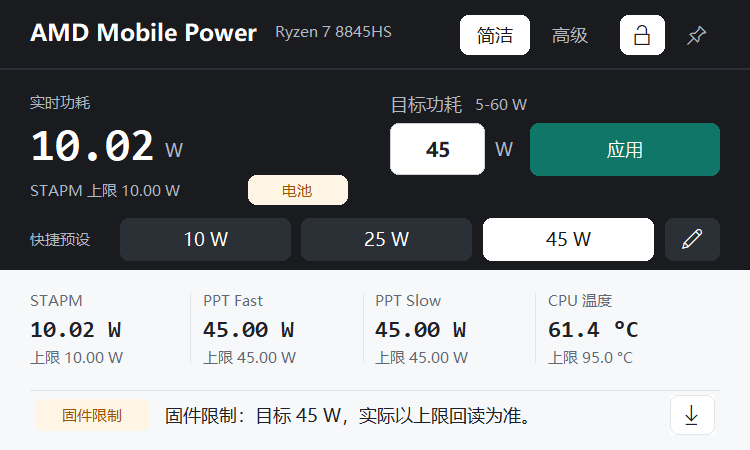 AMD Mobile Power Ryzen 7 8845HS 简洁 高级
实时功耗
10.02 W
STAPM 上限 10.00 W 电池
目标功耗 5-60 W
45 W 应用
快捷预设 10 W 25 W 45 W
STAPM
10.02 W
上限 10.00 W
PPT Fast
45.00 W
上限 45.00 W
PPT Slow
45.00 W
上限 45.00 W
CPU 温度
61.4 °C
上限 95.0 °C
固件限制 固件限制：目标 45 W，实际以上限回读为准。